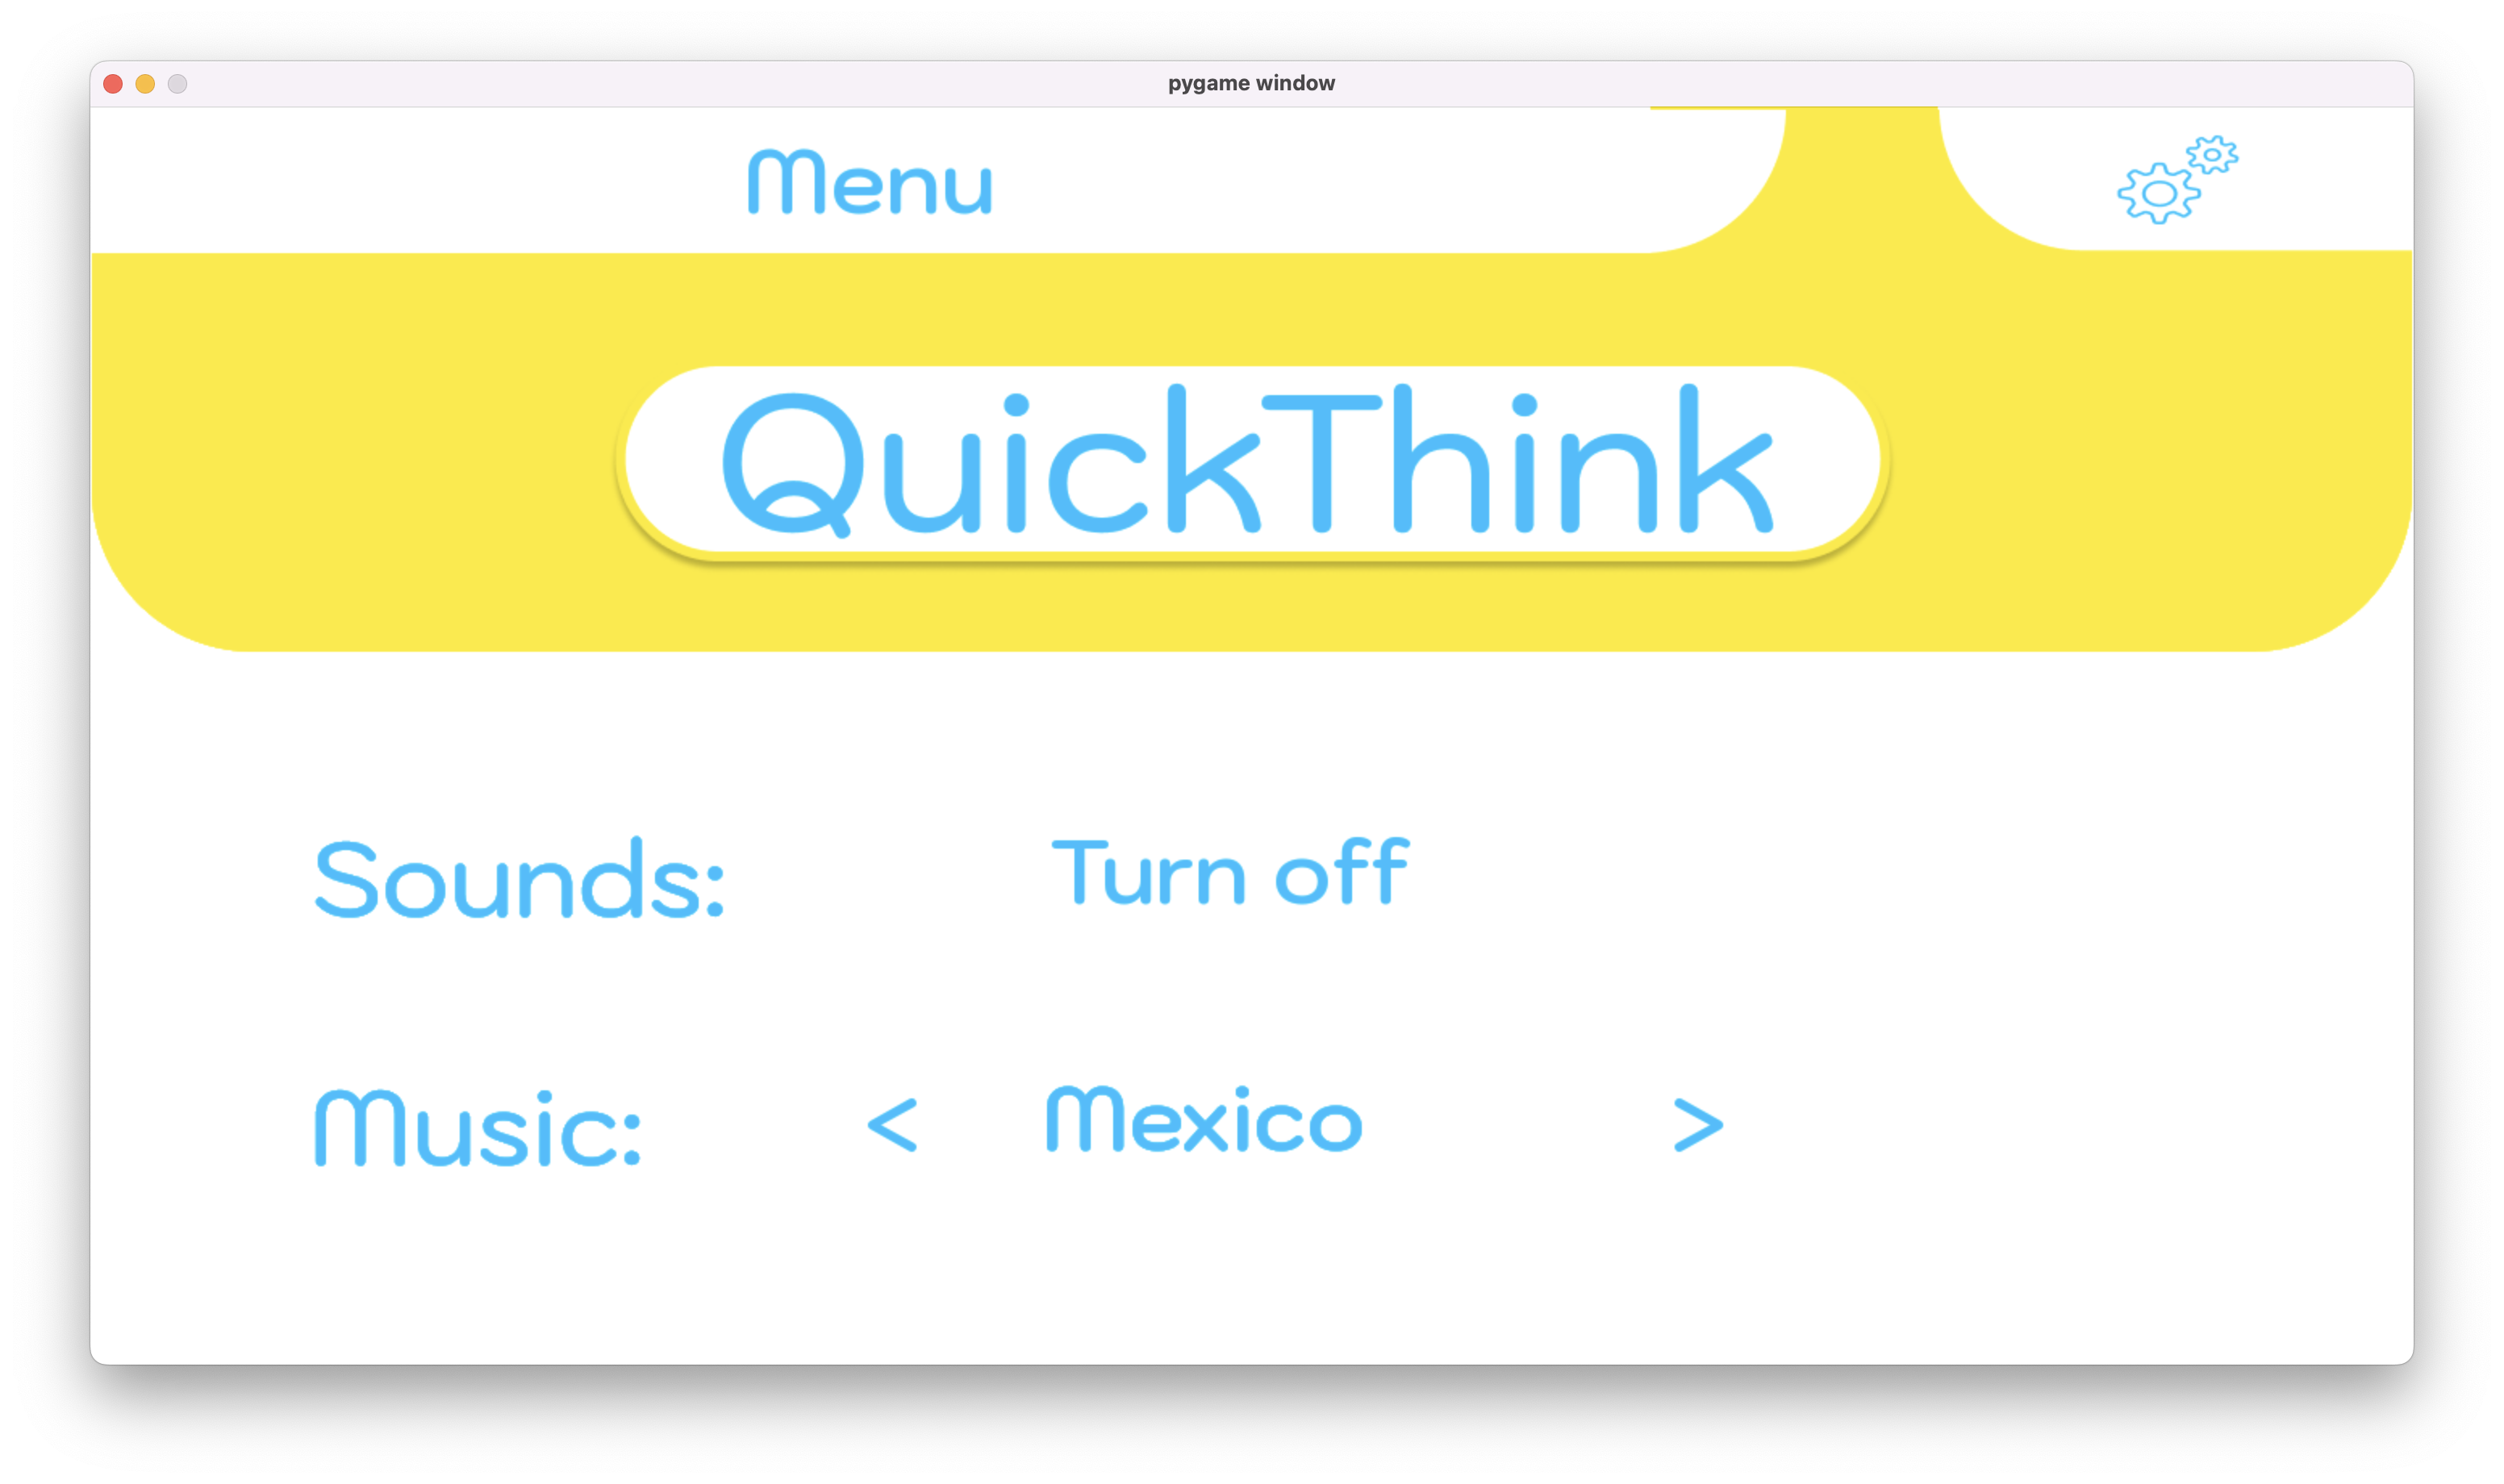 pygame window
Menu
QuickThink
Sounds: Turn off
Music: < Mexico >